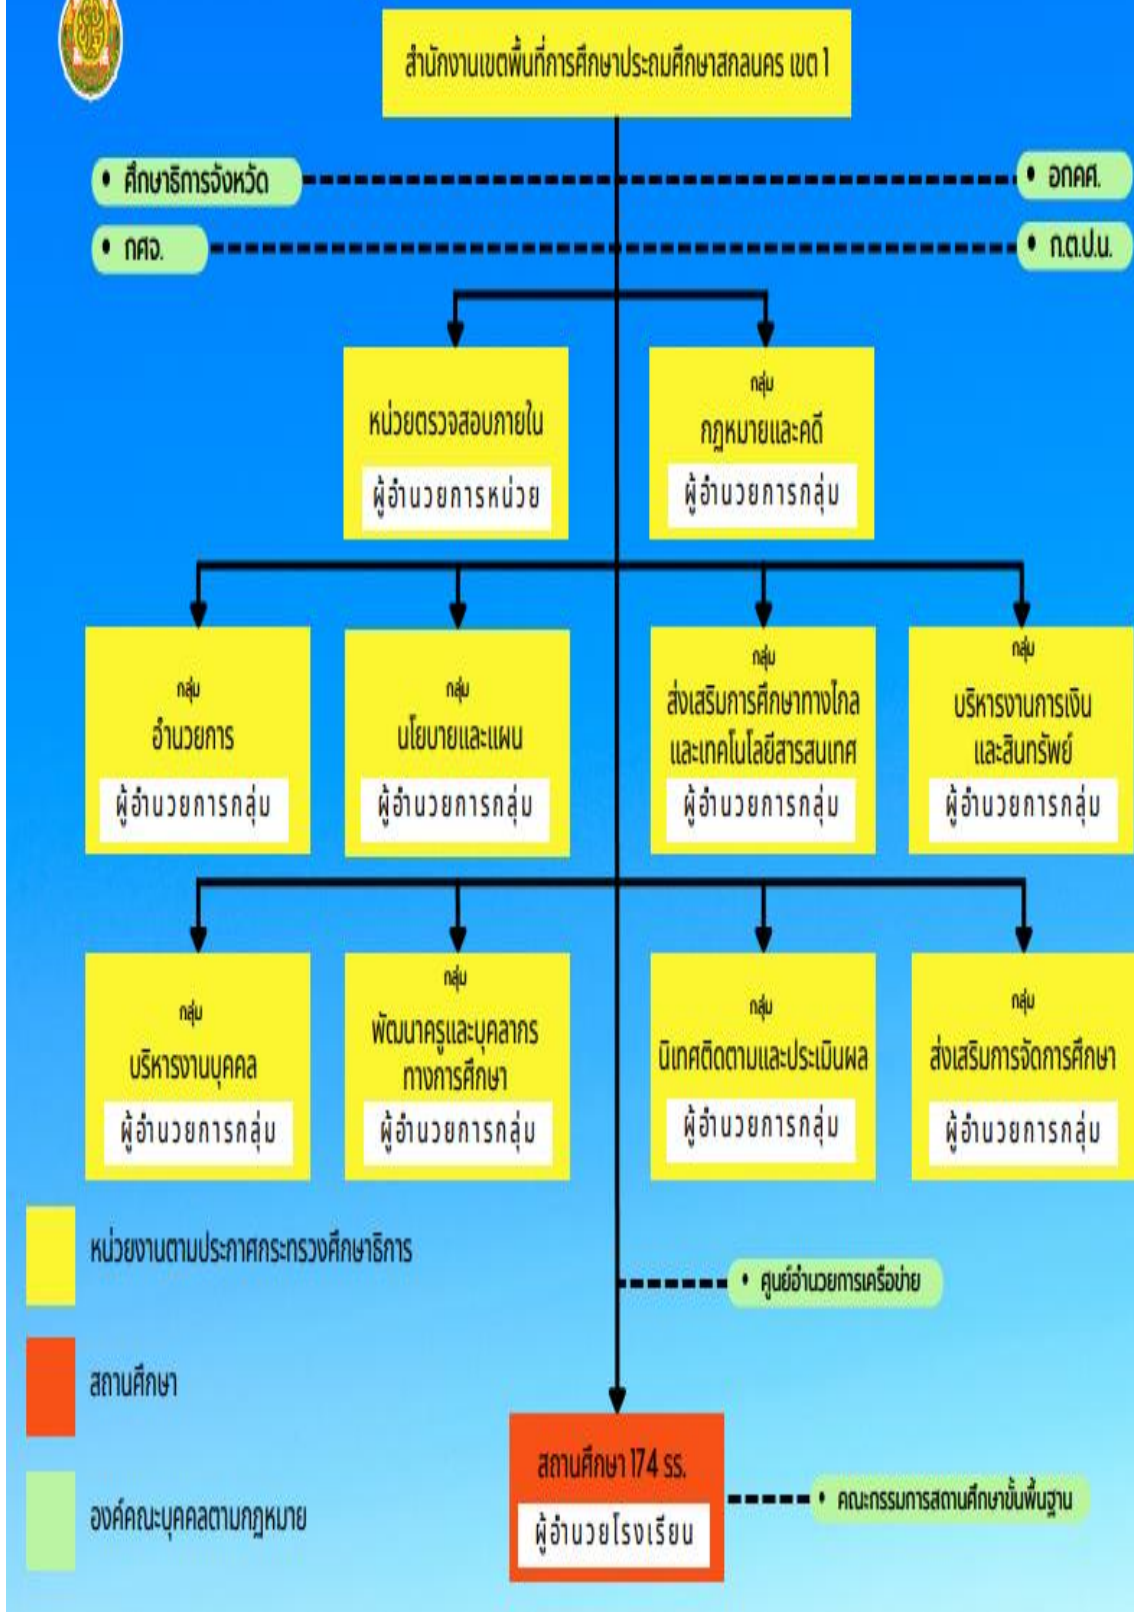 สำนักงานเขตพื้นที่การศึกษาประถมศึกษาสกลนคร เขต 1
• ศึกษาธิการจังหวัด
• อกคศ.
• กศจ.
• ก.ต.ป.น.
หน่วยตรวจสอบภายใน
ผู้อำนวยการหน่วย
กลุ่ม
กฎหมายและคดี
ผู้อำนวยการกลุ่ม
กลุ่ม
อำนวยการ
ผู้อำนวยการกลุ่ม
กลุ่ม
นโยบายและแผน
ผู้อำนวยการกลุ่ม
กลุ่ม
ส่งเสริมการศึกษาทางไกล
และเทคโนโลยีสารสนเทศ
ผู้อำนวยการกลุ่ม
กลุ่ม
บริหารงานการเงิน
และสินทรัพย์
ผู้อำนวยการกลุ่ม
กลุ่ม
บริหารงานบุคคล
ผู้อำนวยการกลุ่ม
กลุ่ม
พัฒนาครูและบุคลากร
ทางการศึกษา
ผู้อำนวยการกลุ่ม
กลุ่ม
นิเทศติดตามและประเมินผล
ผู้อำนวยการกลุ่ม
กลุ่ม
ส่งเสริมการจัดการศึกษา
ผู้อำนวยการกลุ่ม
หน่วยงานตามประกาศกระทรวงศึกษาธิการ
• ศูนย์อำนวยการเครือข่าย
สถานศึกษา
สถานศึกษา 174 รร.
ผู้อำนวยโรงเรียน
• คณะกรรมการสถานศึกษาขั้นพื้นฐาน
องค์คณะบุคคลตามกฎหมาย